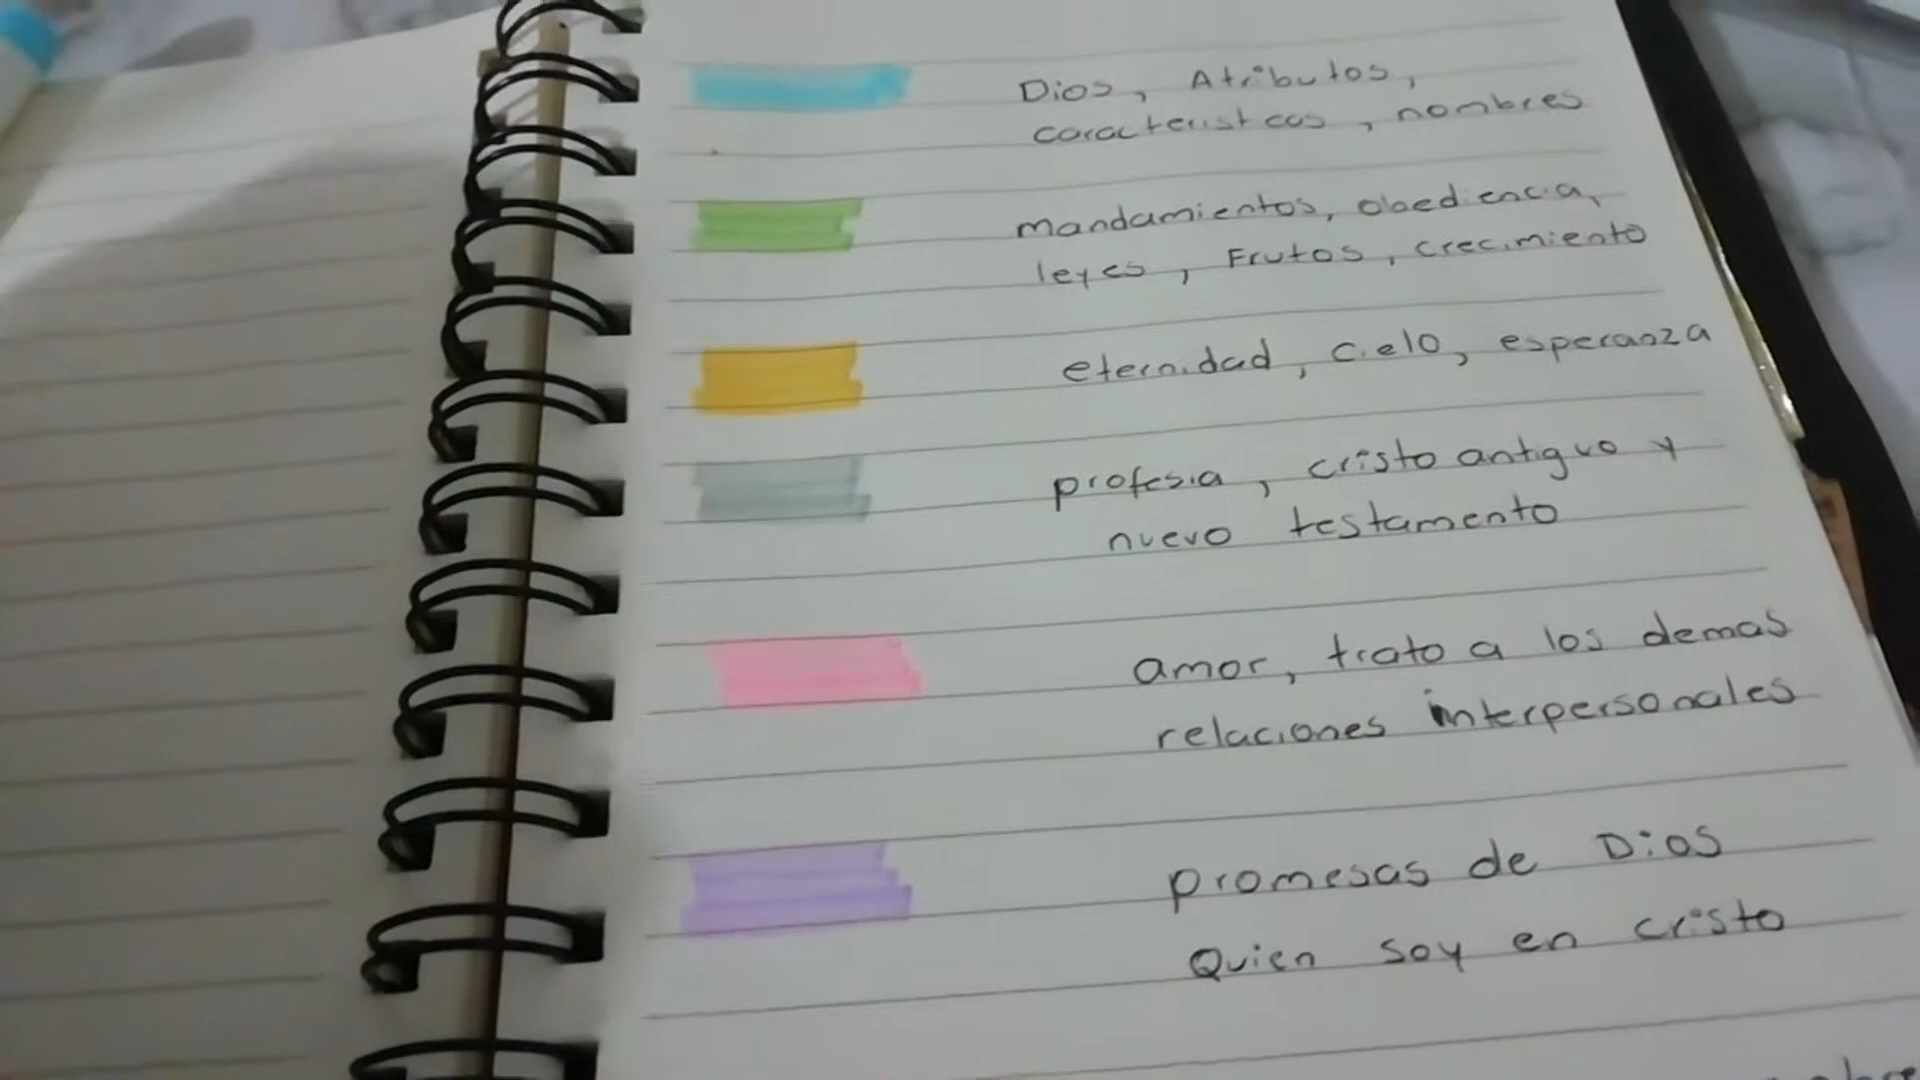 Dios, Atributos,
caracteristicas, nombres
mandamientos, obediencia,
leyes, Frutos, crecimiento
eternidad, cielo, esperanza
profesia, cristo antiguo y
nuevo testamento
amor, trato a los demas
relaciones interpersonales
promesas de Dios
Quien soy en cristo